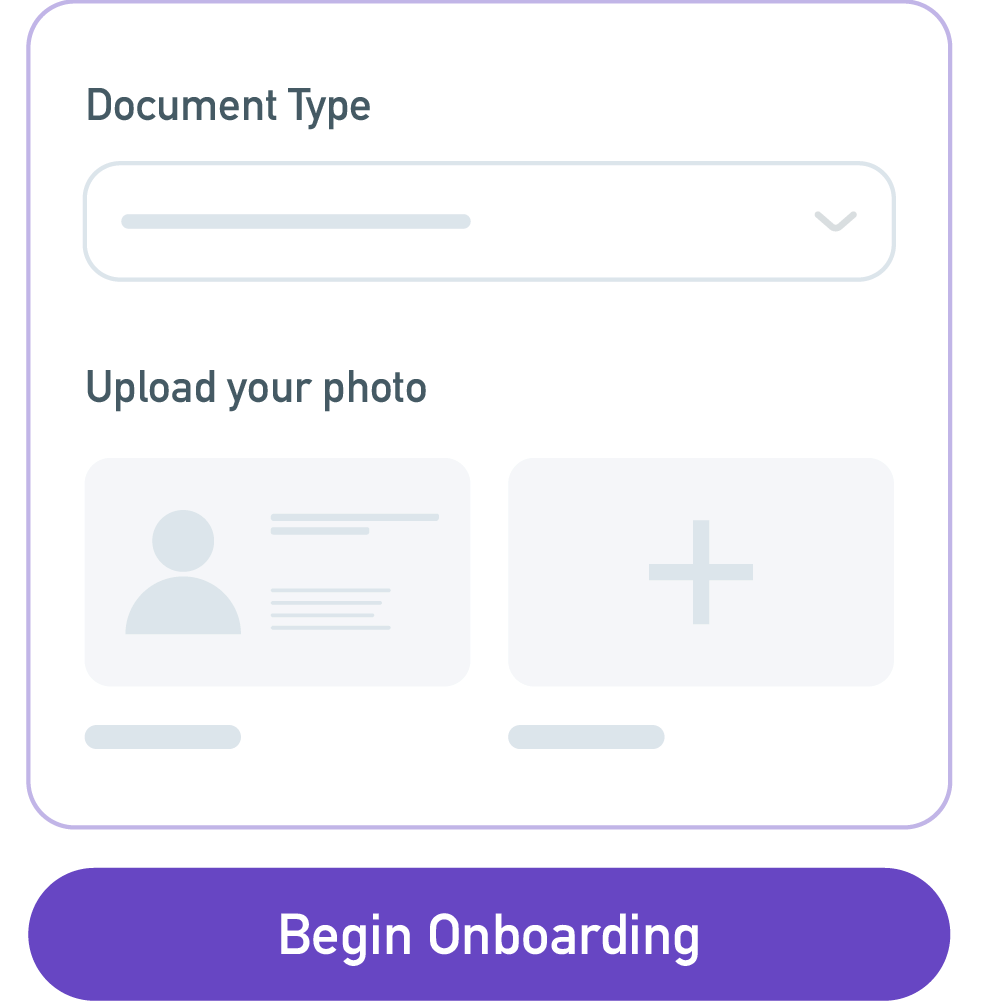 Document Type
Upload your photo
Begin Onboarding